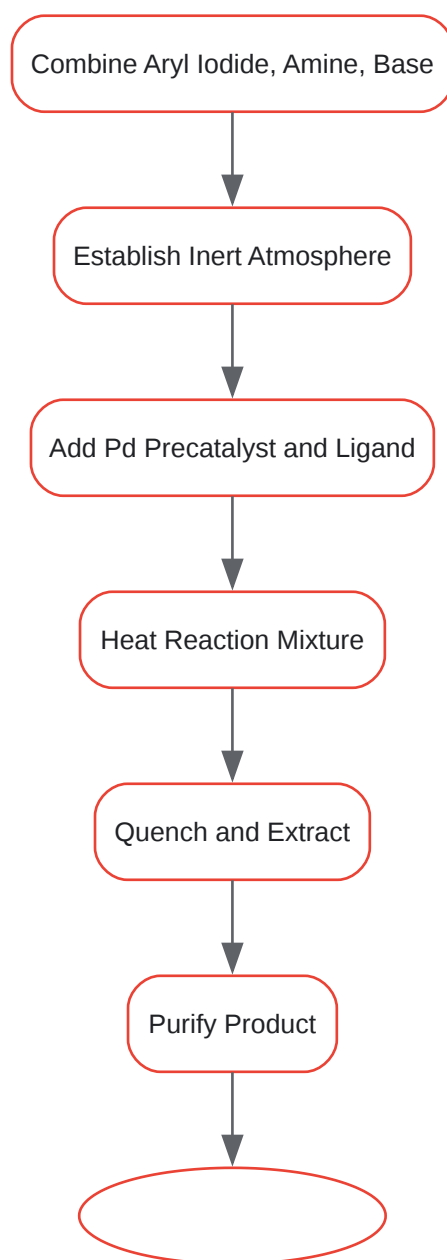 Combine Aryl Iodide, Amine, Base
Establish Inert Atmosphere
Add Pd Precatalyst and Ligand
Heat Reaction Mixture
Quench and Extract
Purify Product